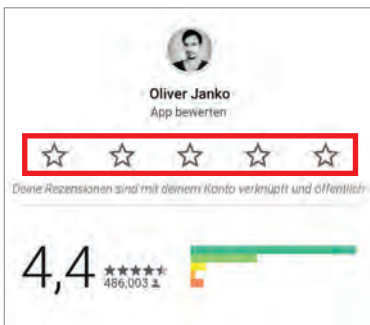 Oliver Janko
App bewerten
Deine Rezensionen sind mit deinem Konto verknüpft und öffentlich
4,4
486,003